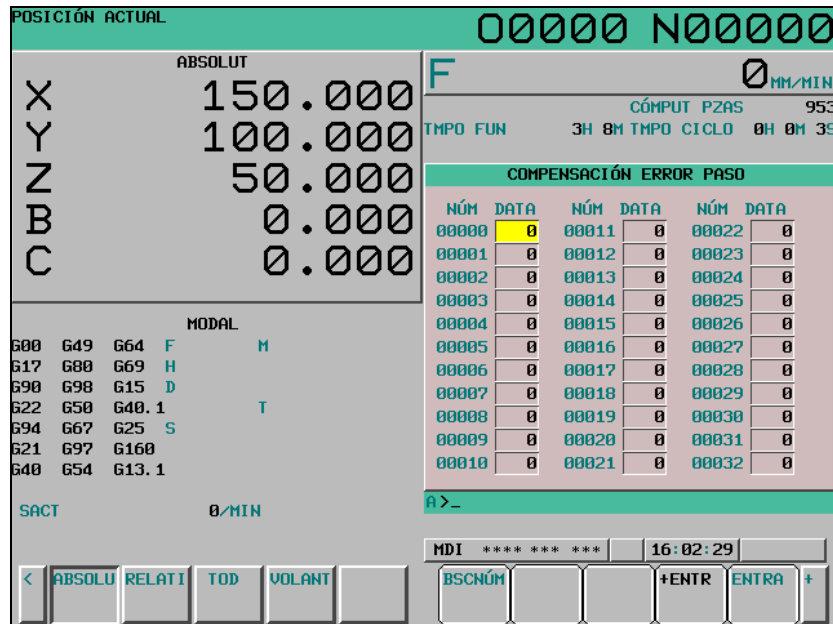 POSICIÓN ACTUAL
O0000 N00000
ABSOLUT
X 150.000
Y 100.000
Z 50.000
B 0.000
C 0.000
F 0 MM/MIN
CÓMPUT PZAS 953
TMPO FUN 3H 8M TMPO CICLO 0H 0M 3S
COMPENSACIÓN ERROR PASO
NÚM DATA NÚM DATA NÚM DATA
00000 0 00011 0 00022 0
00001 0 00012 0 00023 0
00002 0 00013 0 00024 0
00003 0 00014 0 00025 0
00004 0 00015 0 00026 0
00005 0 00016 0 00027 0
00006 0 00017 0 00028 0
00007 0 00018 0 00029 0
00008 0 00019 0 00030 0
00009 0 00020 0 00031 0
00010 0 00021 0 00032 0
MODAL
G00 G49 G64 F M
G17 G80 G69 H
G90 G98 G15 D
G22 G50 G40.1 T
G94 G67 G25 S
G21 G97 G160
G40 G54 G13.1
SACT 0/MIN
A>_
MDI **** *** *** 16:02:29
< ABSOLU RELATI TOD VOLANT
BSCNÚM +ENTR ENTRA +